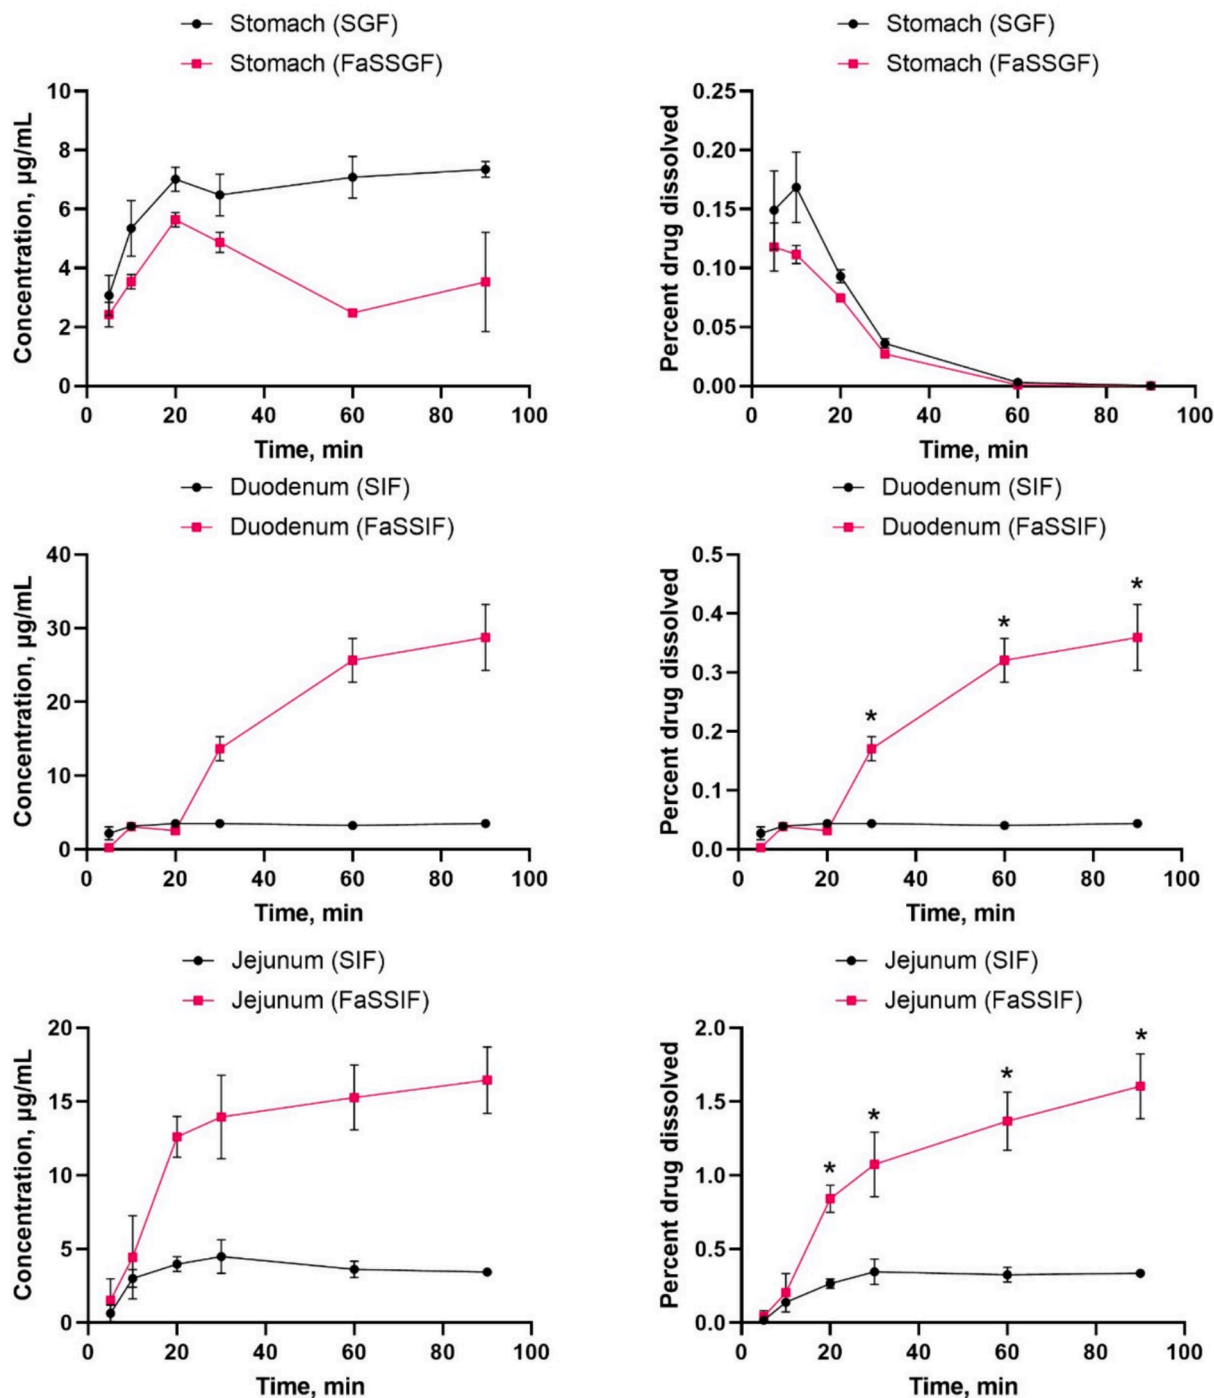 Stomach (SGF)
Stomach (FaSSGF)
Concentration, µg/mL
10
8
6
4
2
0
0 20 40 60 80 100
Time, min
Stomach (SGF)
Stomach (FaSSGF)
Percent drug dissolved
0.25
0.20
0.15
0.10
0.05
0.00
0 20 40 60 80 100
Time, min
Duodenum (SIF)
Duodenum (FaSSIF)
Concentration, µg/mL
40
30
20
10
0
0 20 40 60 80 100
Time, min
Duodenum (SIF)
Duodenum (FaSSIF)
Percent drug dissolved
0.5
0.4
0.3
0.2
0.1
0.0
* * *
0 20 40 60 80 100
Time, min
Jejunum (SIF)
Jejunum (FaSSIF)
Concentration, µg/mL
20
15
10
5
0
0 20 40 60 80 100
Time, min
Jejunum (SIF)
Jejunum (FaSSIF)
Percent drug dissolved
2.0
1.5
1.0
0.5
0.0
* * * *
0 20 40 60 80 100
Time, min